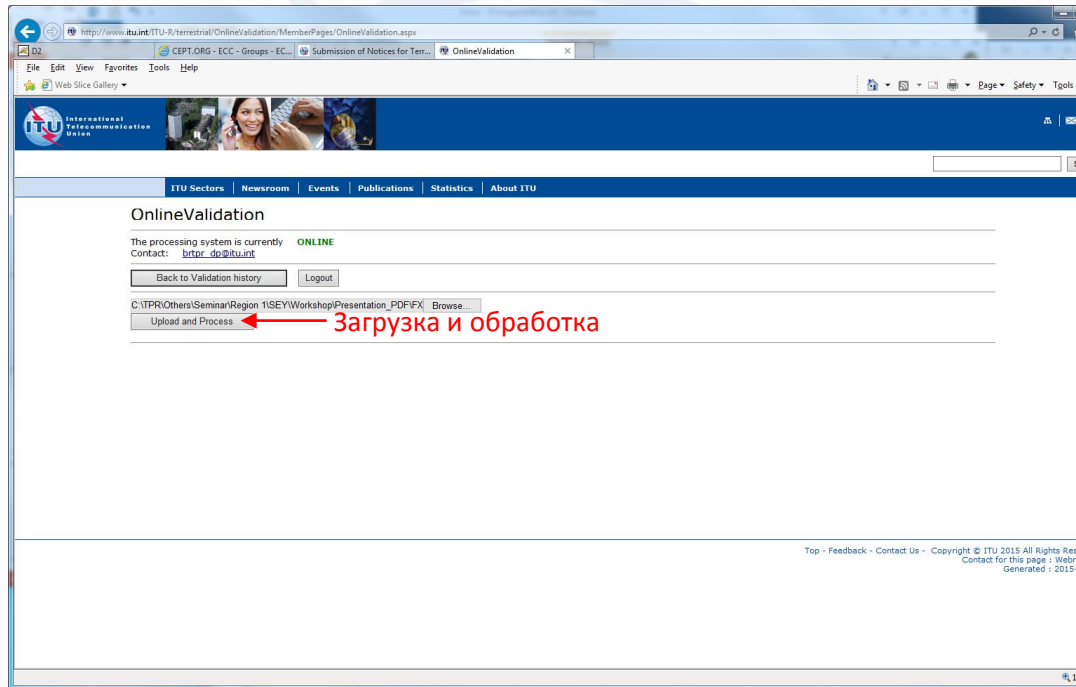 http://www.itu.int/ITU-R/terrestrial/OnlineValidation/MemberPages/OnlineValidation.aspx
D2
CEPT.ORG - ECC - Groups - EC...
Submission of Notices for Terr...
OnlineValidation
File Edit View Favorites Tools Help
Web Slice Gallery
Page Safety Tools
International
Telecommunication
Union
ITU
ITU Sectors | Newsroom | Events | Publications | Statistics | About ITU
OnlineValidation
The processing system is currently ONLINE
Contact: brtpr_dp@itu.int
Back to Validation history Logout
C:\TPR\Others\Seminar\Region 1\SEY\Workshop\Presentation_PDF\FX Browse...
Upload and Process Загрузка и обработка
Top - Feedback - Contact Us - Copyright © ITU 2015 All Rights Res
Contact for this page : Web
Generated : 2015-